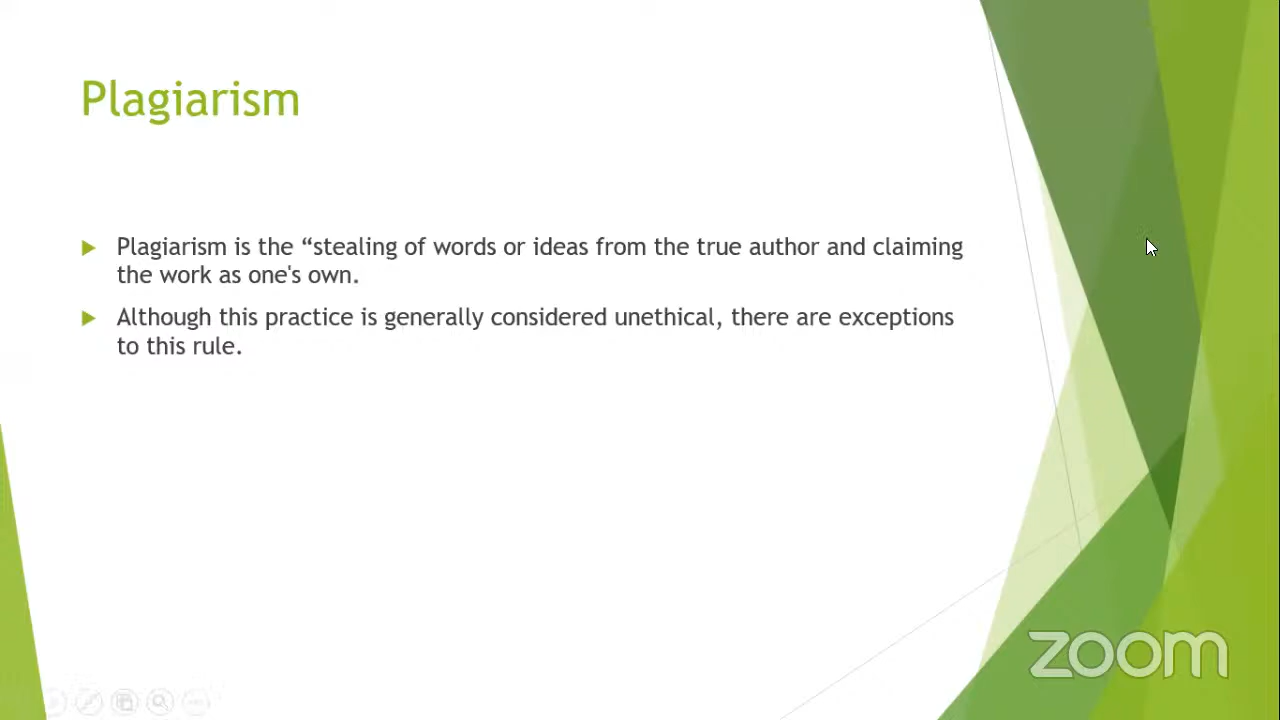 Plagiarism
Plagiarism is the “stealing of words or ideas from the true author and claiming
the work as one's own.
Although this practice is generally considered unethical, there are exceptions
to this rule.
zoom